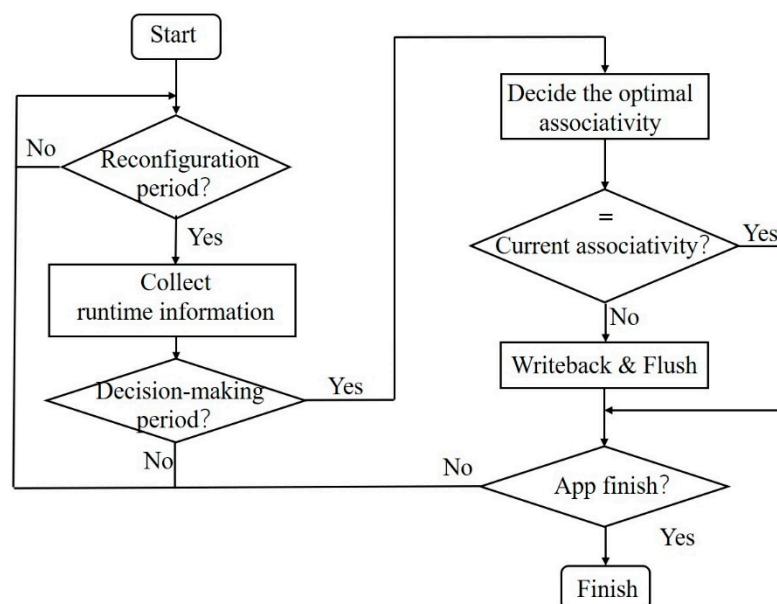 Start
No
Reconfiguration
period?
Yes
Collect
runtime information
Decision-making
period?
Yes
No
Decide the optimal
associativity
=
Current associativity?
Yes
No
Writeback & Flush
No
App finish?
Yes
Finish